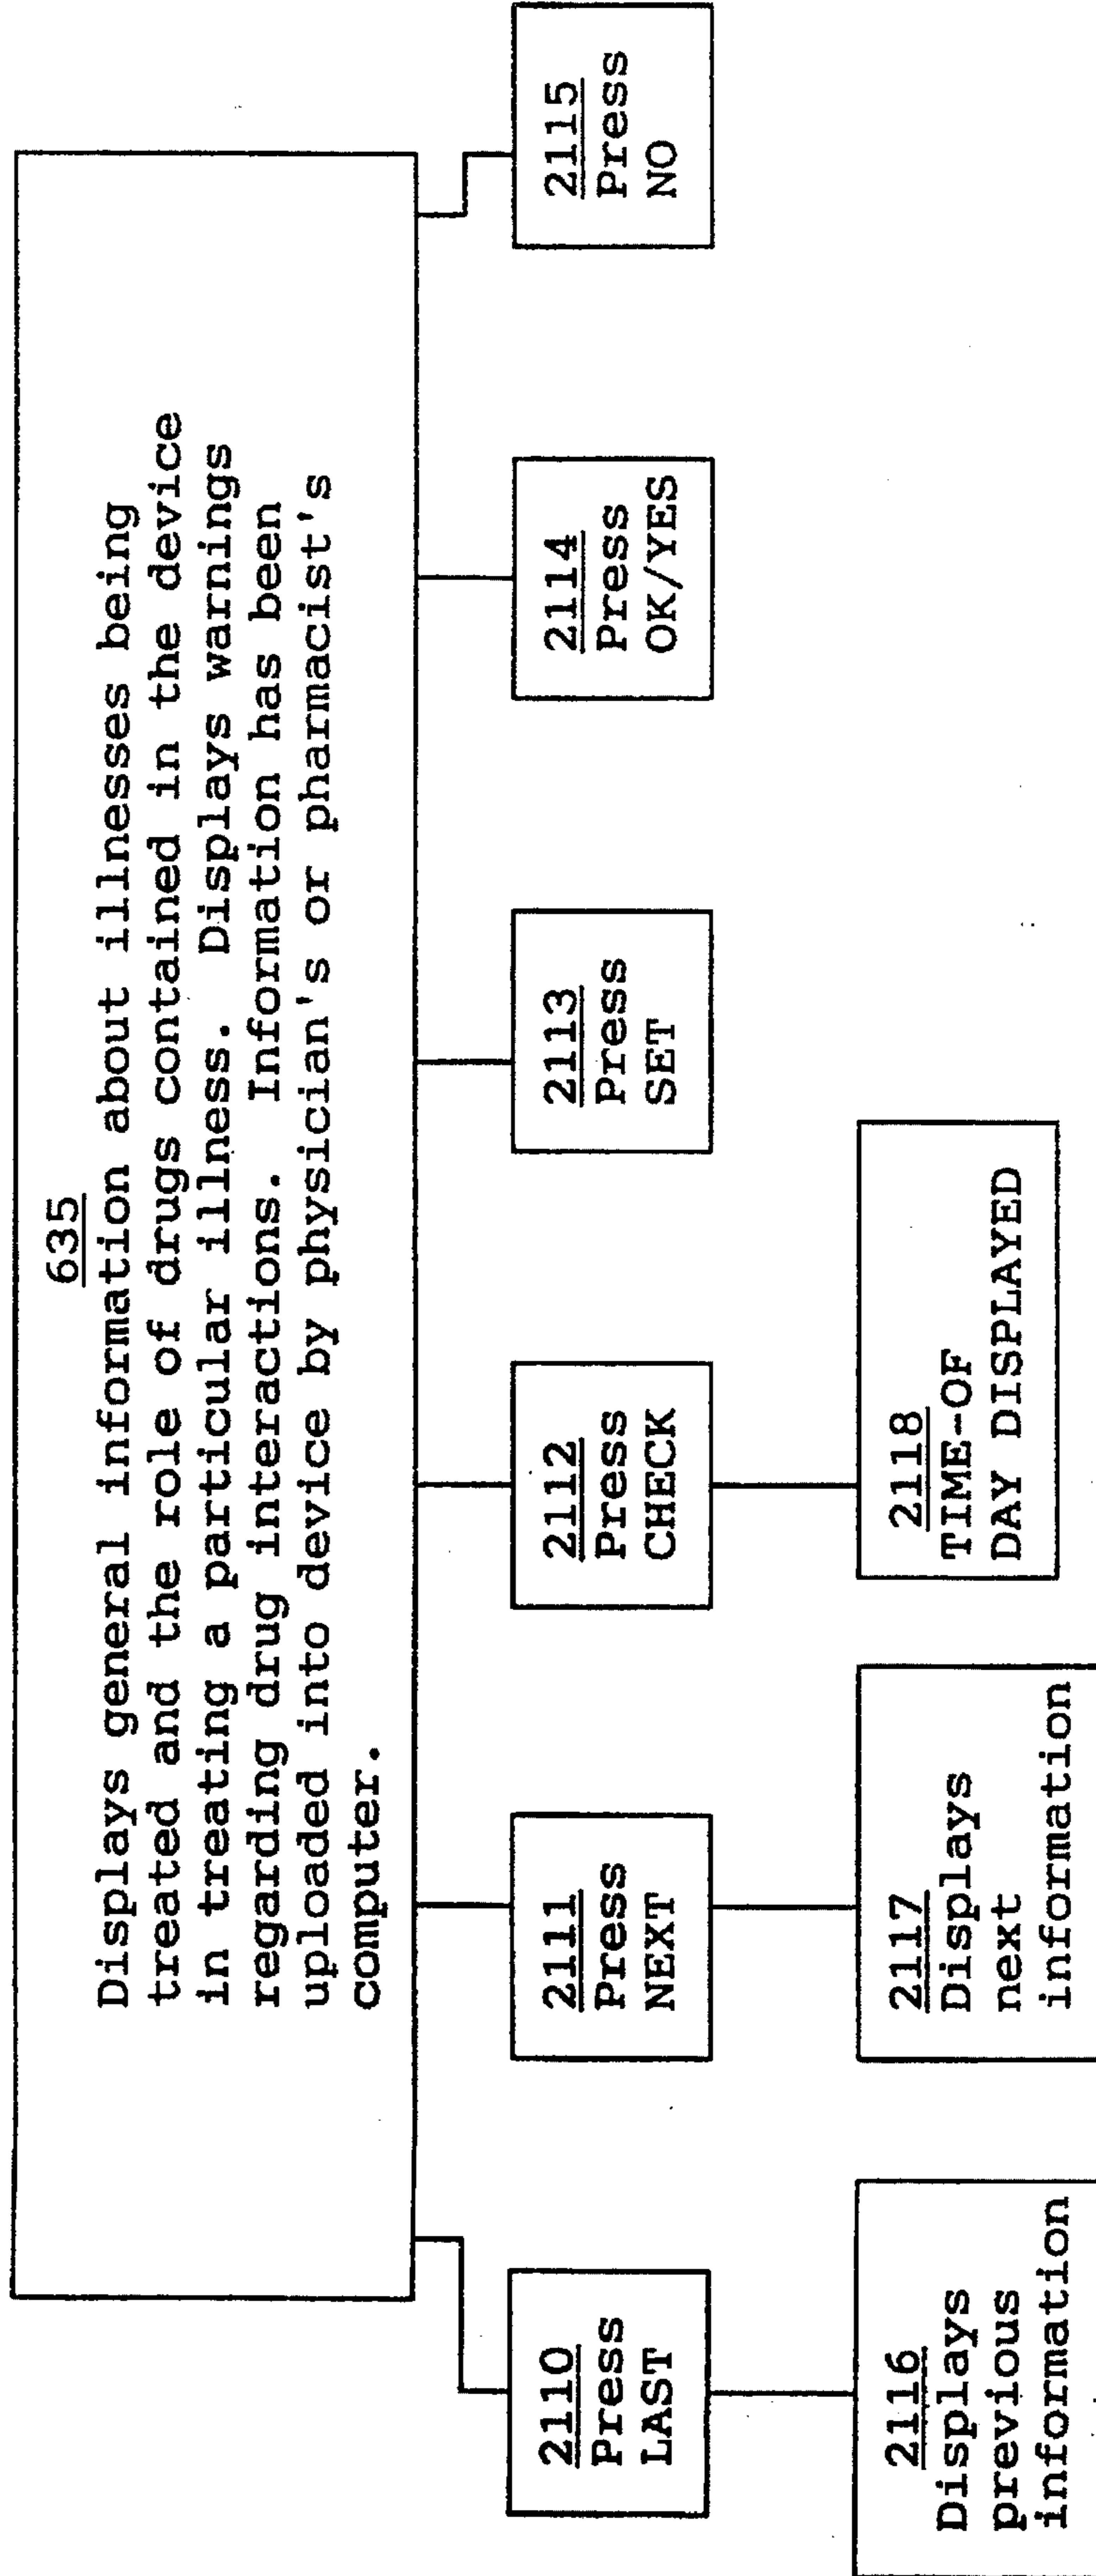 635
Displays general information about illnesses being
treated and the role of drugs contained in the device
in treating a particular illness. Displays warnings
regarding drug interactions. Information has been
uploaded into device by physician's or pharmacist's
computer.
2110
Press
LAST
2111
Press
NEXT
2112
Press
CHECK
2113
Press
SET
2114
Press
OK/YES
2115
Press
NO
2116
Displays
previous
information
2117
Displays
next
information
2118
TIME-OF
DAY DISPLAYED